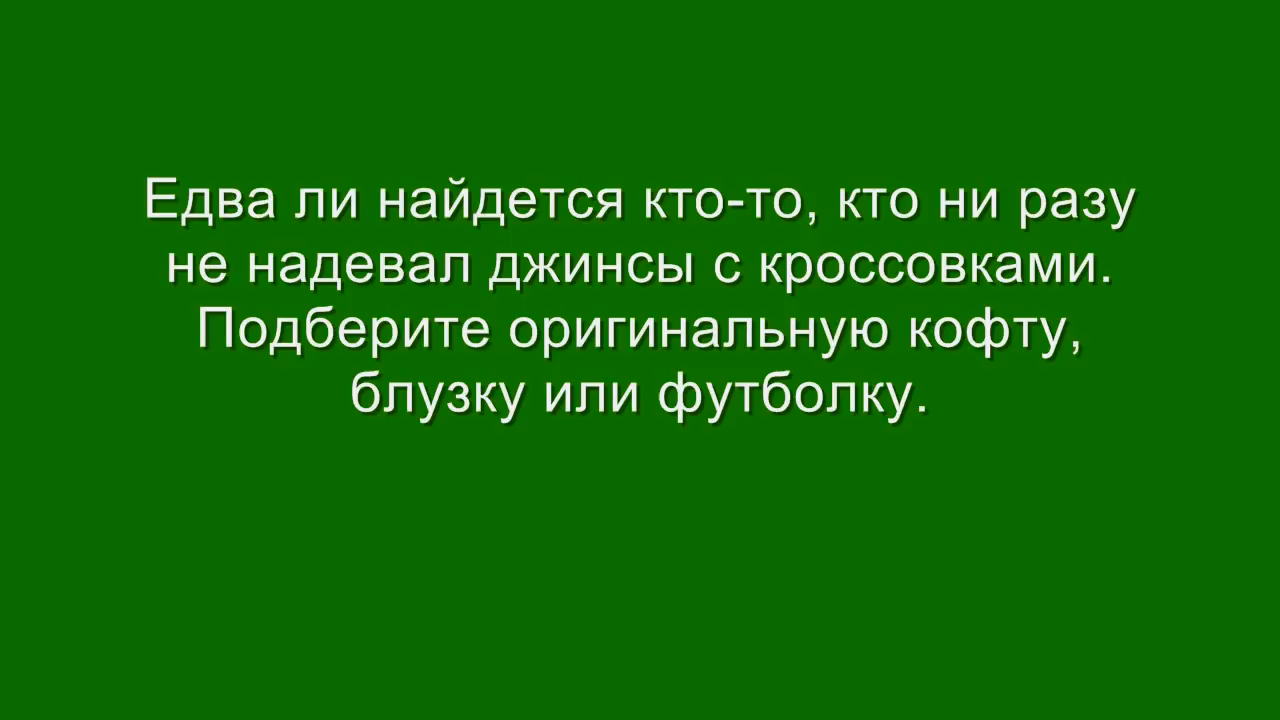 Едва ли найдется кто-то, кто ни разу
не надевал джинсы с кроссовками.
Подберите оригинальную кофту,
блузку или футболку.